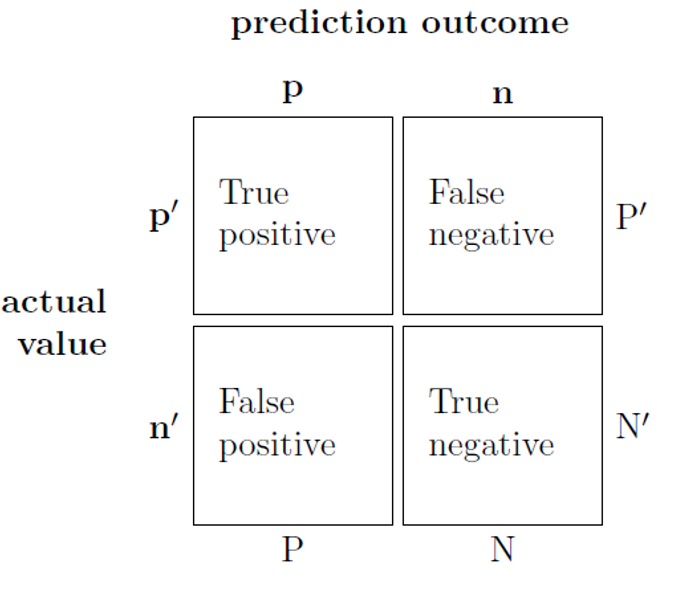 prediction outcome
p n
p′ True positive False negative P′
actual value
n′ False positive True negative N′
P N